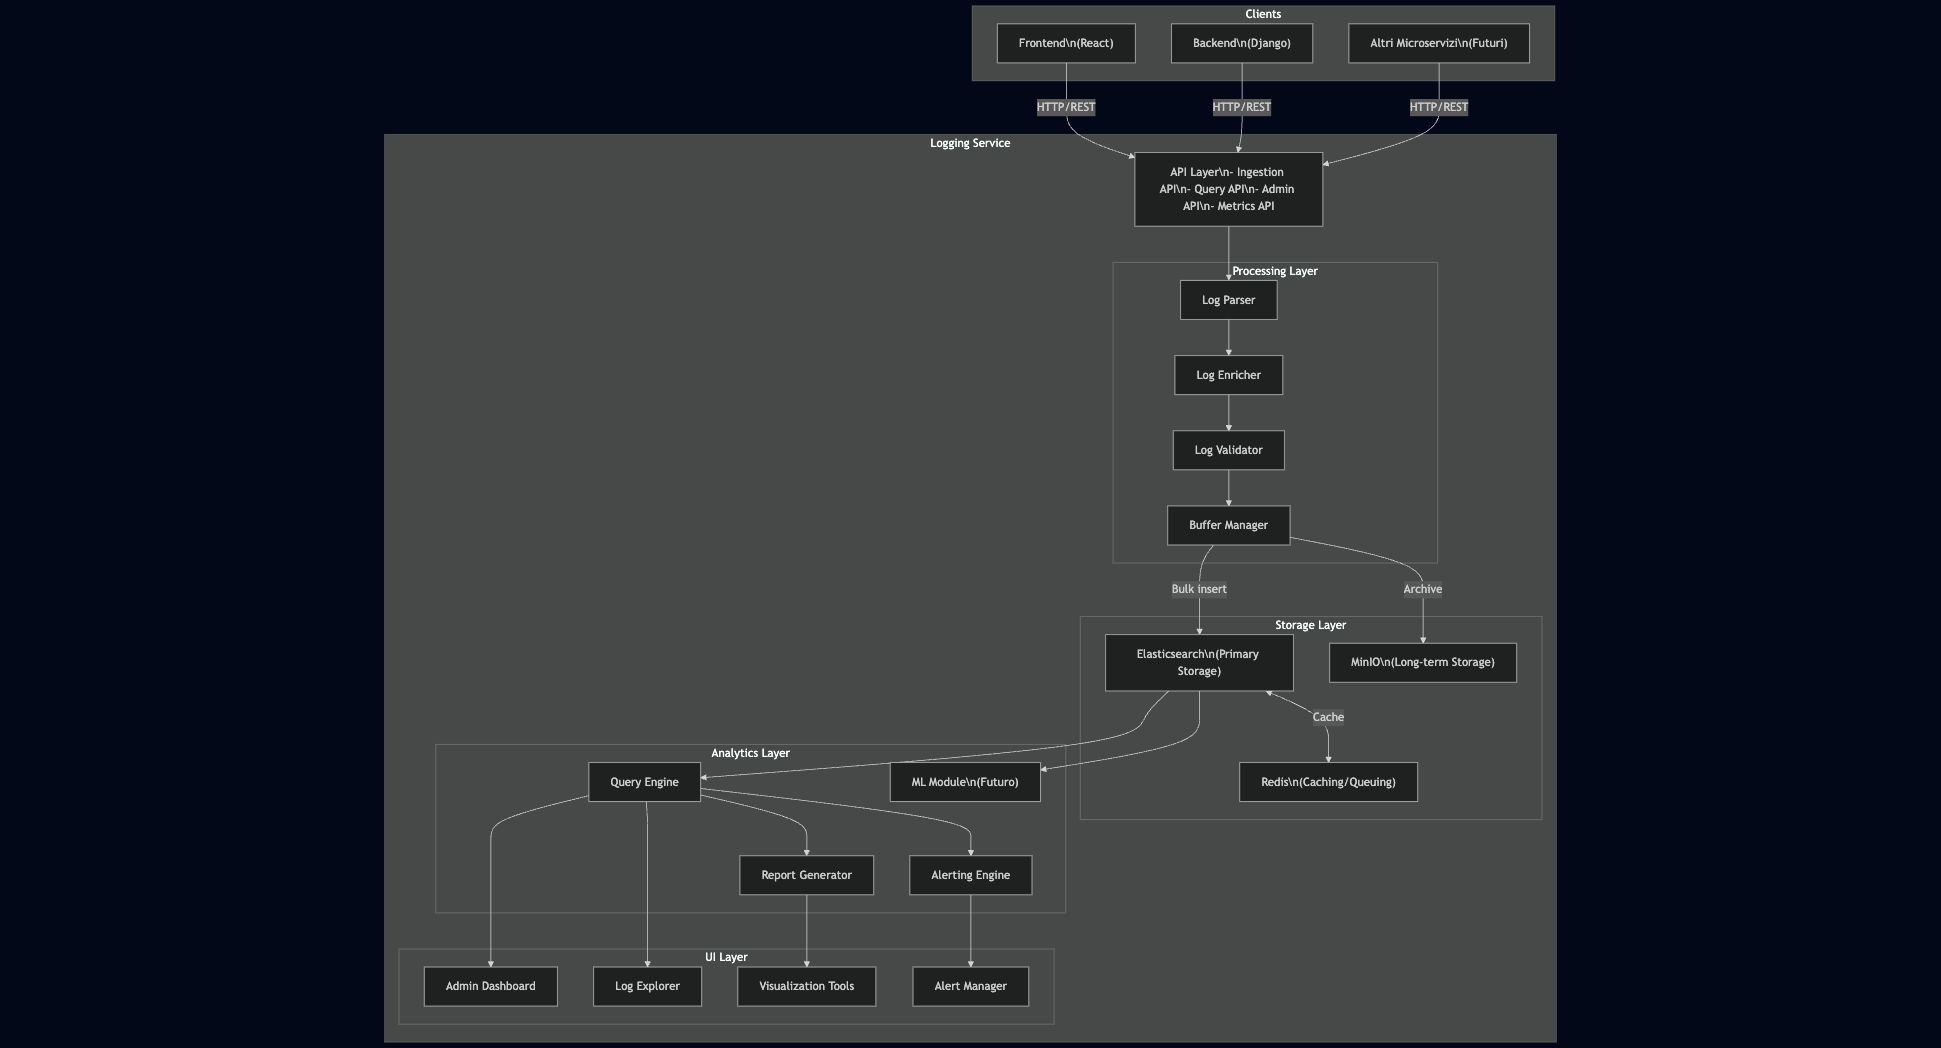 Clients
Frontend\n(React)
Backend\n(Django)
Altri Microservizi\n(Futuri)
HTTP/REST
HTTP/REST
HTTP/REST
Logging Service
API Layer\n- Ingestion
API\n- Query API\n- Admin
API\n- Metrics API
Processing Layer
Log Parser
Log Enricher
Log Validator
Buffer Manager
Bulk insert
Archive
Storage Layer
Elasticsearch\n(Primary
Storage)
MinIO\n(Long-term Storage)
Cache
Redis\n(Caching/Queuing)
Analytics Layer
Query Engine
ML Module\n(Futuro)
Report Generator
Alerting Engine
UI Layer
Admin Dashboard
Log Explorer
Visualization Tools
Alert Manager